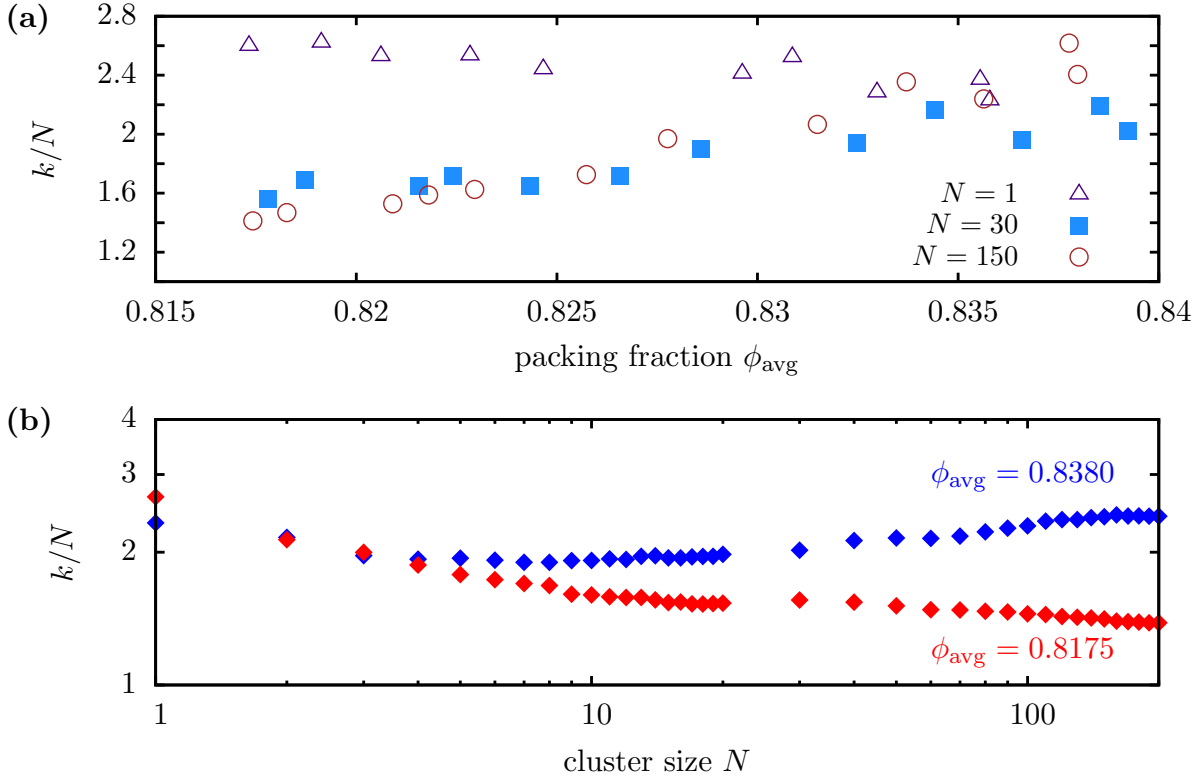 (a)
2.8
2.4
2
1.6
1.2
k/N
N = 1
N = 30
N = 150
0.815 0.82 0.825 0.83 0.835 0.84
packing fraction ϕavg
(b)
4
3
2
1
k/N
ϕavg = 0.8380
ϕavg = 0.8175
1 10 100
cluster size N